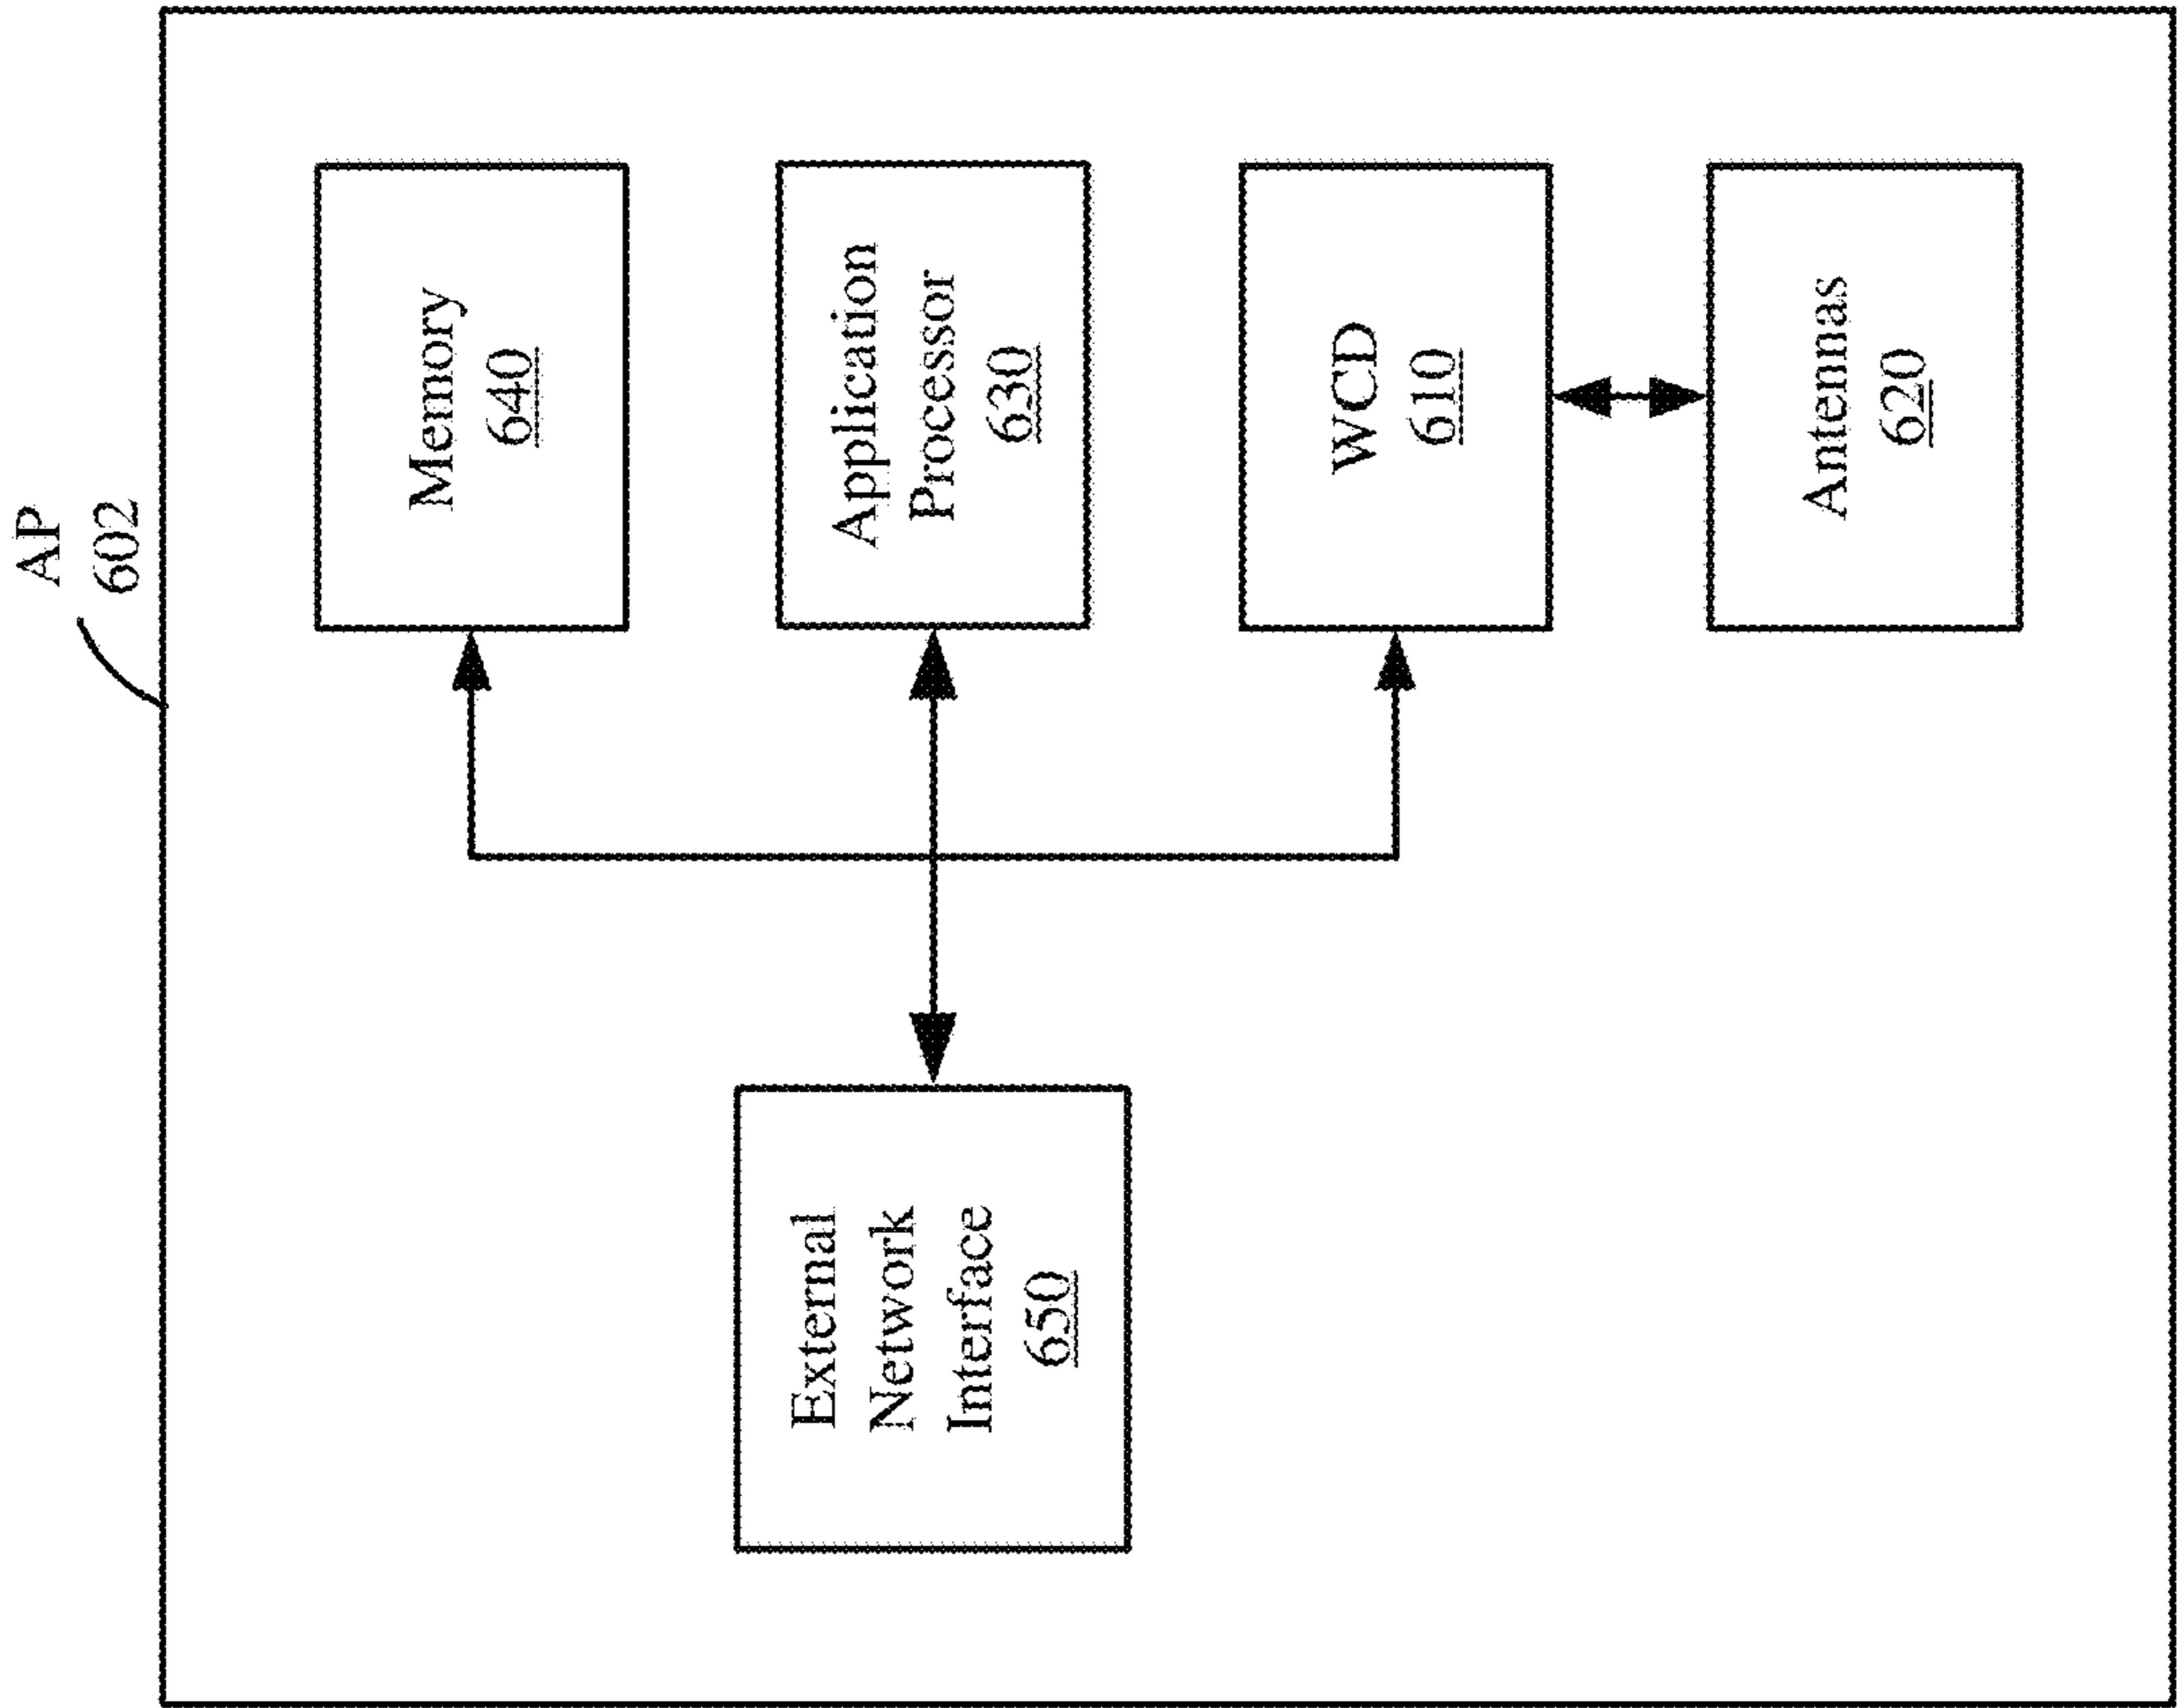 AP
602
Memory
640
Application
Processor
630
WCD
610
Antennas
620
External
Network
Interface
650